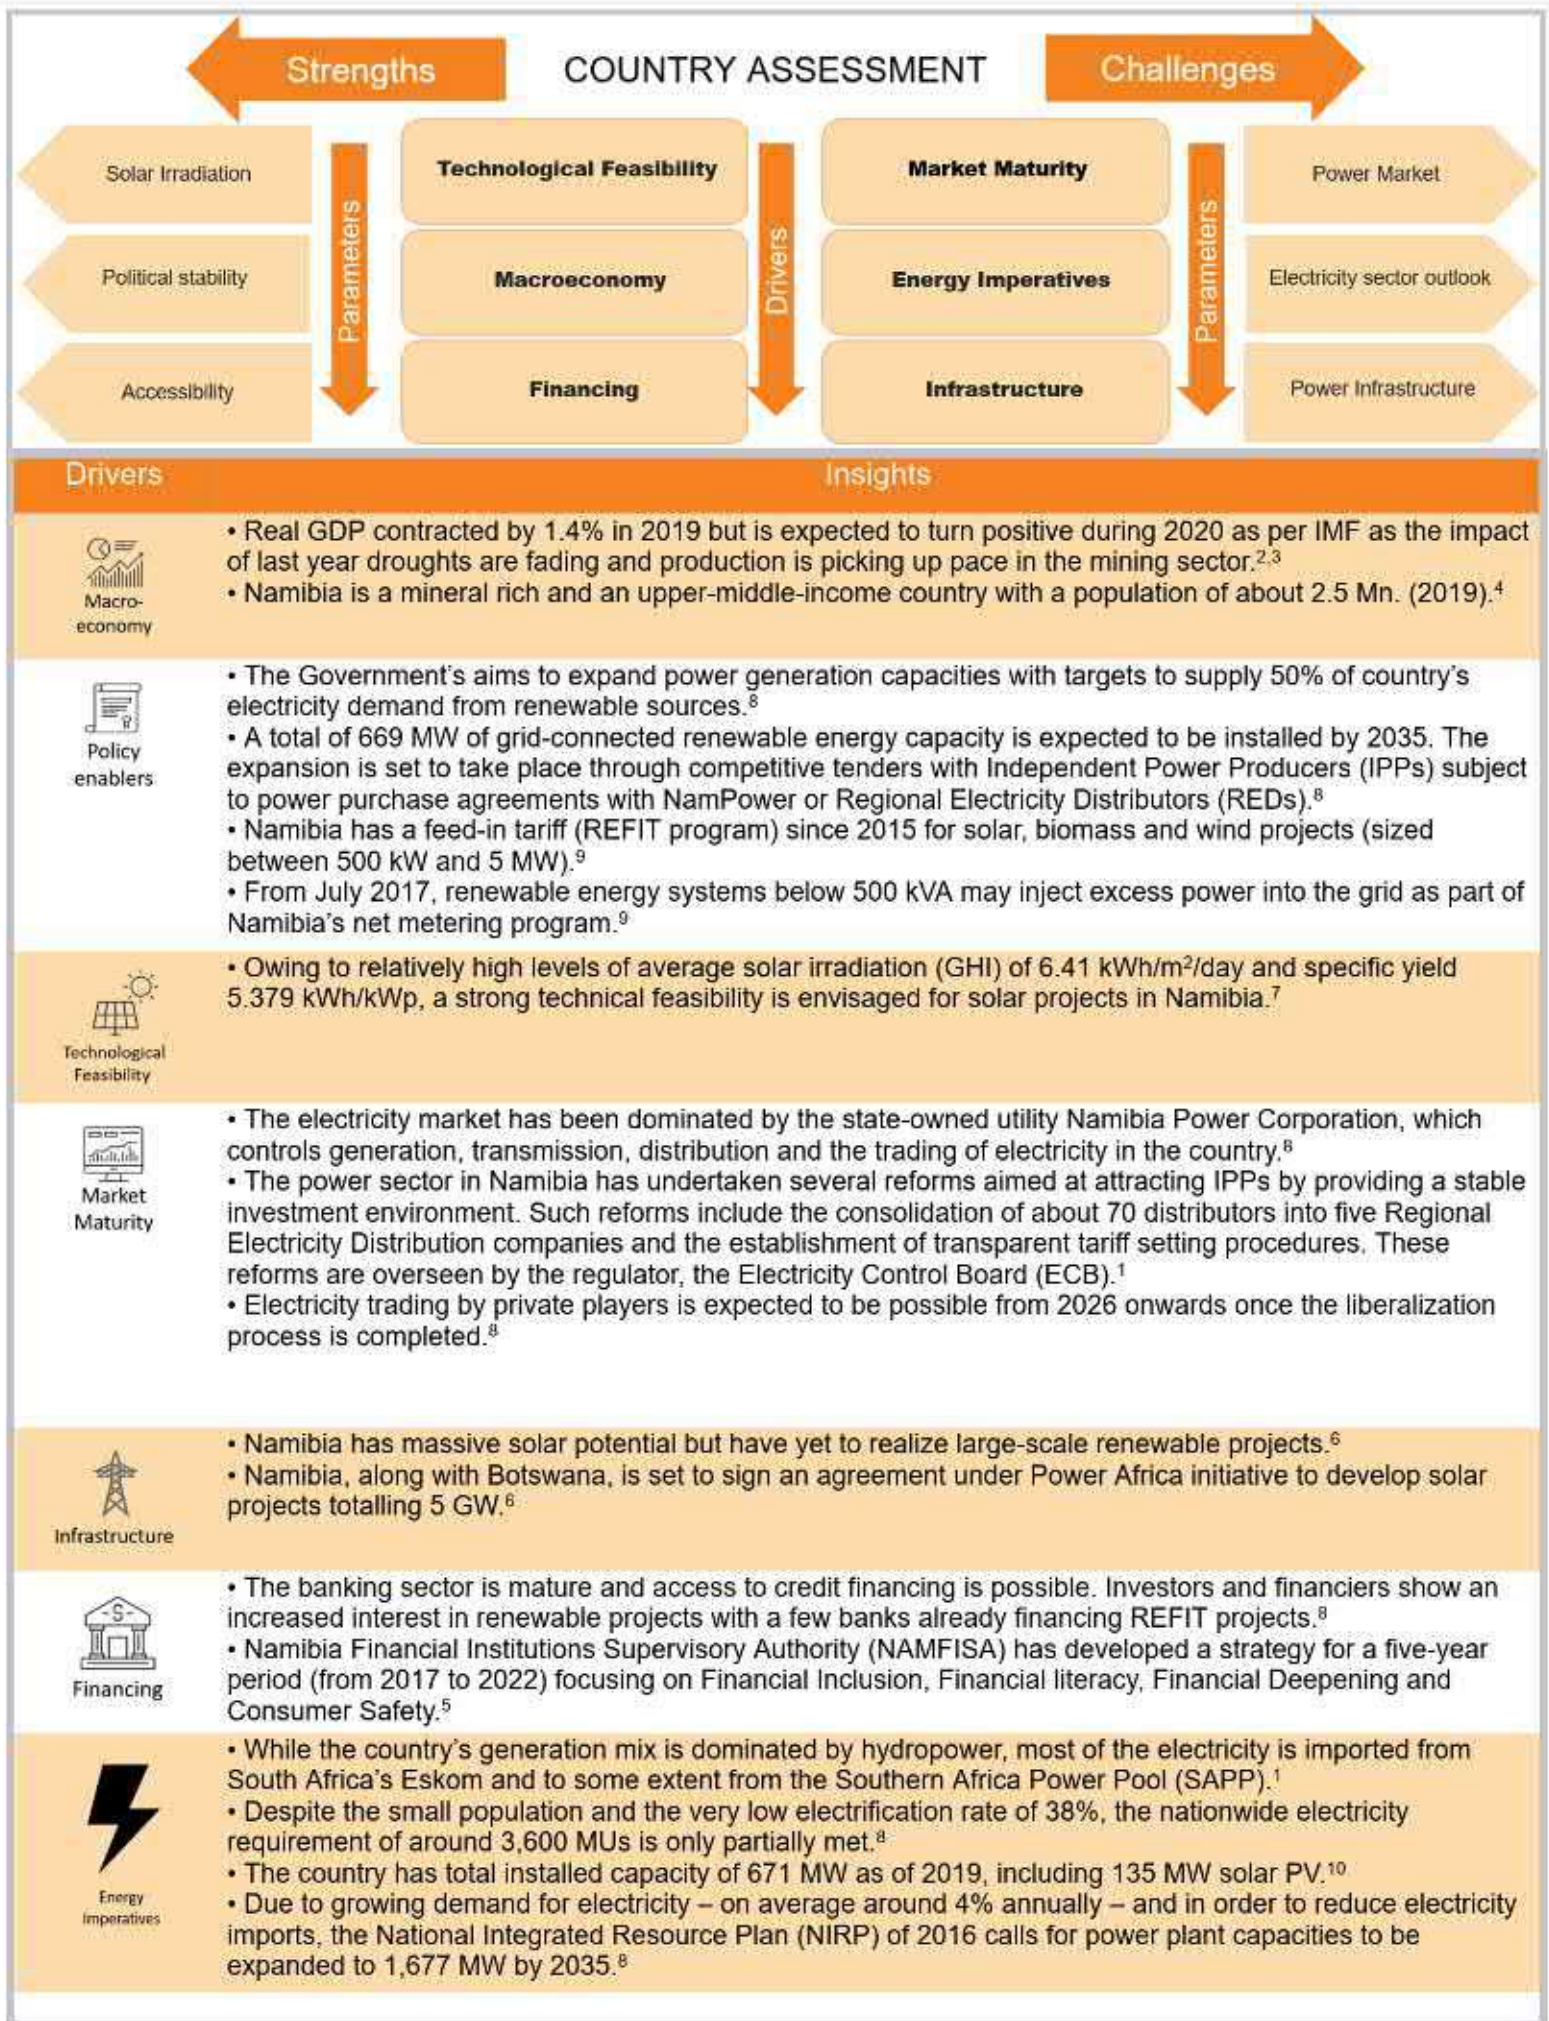 Strengths
COUNTRY ASSESSMENT
Challenges
Solar Irradiation
Parameters
Technological Feasibility
Drivers
Market Maturity
Parameters
Power Market
Political stability
Macroeconomy
Energy Imperatives
Electricity sector outlook
Accessibility
Financing
Infrastructure
Power Infrastructure
Drivers
Insights
Macro-
economy
• Real GDP contracted by 1.4% in 2019 but is expected to turn positive during 2020 as per IMF as the impact
of last year droughts are fading and production is picking up pace in the mining sector.²,³
• Namibia is a mineral rich and an upper-middle-income country with a population of about 2.5 Mn. (2019).⁴
Policy
enablers
• The Government's aims to expand power generation capacities with targets to supply 50% of country's
electricity demand from renewable sources.⁸
• A total of 669 MW of grid-connected renewable energy capacity is expected to be installed by 2035. The
expansion is set to take place through competitive tenders with Independent Power Producers (IPPs) subject
to power purchase agreements with NamPower or Regional Electricity Distributors (REDs).⁸
• Namibia has a feed-in tariff (REFIT program) since 2015 for solar, biomass and wind projects (sized
between 500 kW and 5 MW).⁹
• From July 2017, renewable energy systems below 500 kVA may inject excess power into the grid as part of
Namibia's net metering program.⁹
Technological
Feasibility
• Owing to relatively high levels of average solar irradiation (GHI) of 6.41 kWh/m²/day and specific yield
5.379 kWh/kWp, a strong technical feasibility is envisaged for solar projects in Namibia.⁷
Market
Maturity
• The electricity market has been dominated by the state-owned utility Namibia Power Corporation, which
controls generation, transmission, distribution and the trading of electricity in the country.⁸
• The power sector in Namibia has undertaken several reforms aimed at attracting IPPs by providing a stable
investment environment. Such reforms include the consolidation of about 70 distributors into five Regional
Electricity Distribution companies and the establishment of transparent tariff setting procedures. These
reforms are overseen by the regulator, the Electricity Control Board (ECB).¹
• Electricity trading by private players is expected to be possible from 2026 onwards once the liberalization
process is completed.⁸
Infrastructure
• Namibia has massive solar potential but have yet to realize large-scale renewable projects.⁶
• Namibia, along with Botswana, is set to sign an agreement under Power Africa initiative to develop solar
projects totalling 5 GW.⁶
-S-
Financing
• The banking sector is mature and access to credit financing is possible. Investors and financiers show an
increased interest in renewable projects with a few banks already financing REFIT projects.⁸
• Namibia Financial Institutions Supervisory Authority (NAMFISA) has developed a strategy for a five-year
period (from 2017 to 2022) focusing on Financial Inclusion, Financial literacy, Financial Deepening and
Consumer Safety.⁵
Energy
Imperatives
• While the country's generation mix is dominated by hydropower, most of the electricity is imported from
South Africa's Eskom and to some extent from the Southern Africa Power Pool (SAPP).¹
• Despite the small population and the very low electrification rate of 38%, the nationwide electricity
requirement of around 3,600 MUs is only partially met.⁸
• The country has total installed capacity of 671 MW as of 2019, including 135 MW solar PV.¹⁰
• Due to growing demand for electricity – on average around 4% annually – and in order to reduce electricity
imports, the National Integrated Resource Plan (NIRP) of 2016 calls for power plant capacities to be
expanded to 1,677 MW by 2035.⁸